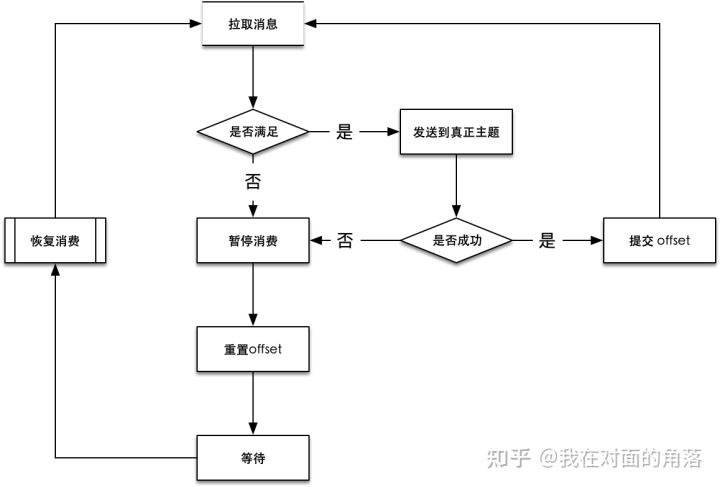 拉取消息
是否满足
是
发送到真正主题
否
恢复消费
暂停消费
否
是否成功
是
提交 offset
重置offset
等待
知乎 @我在对面的角落